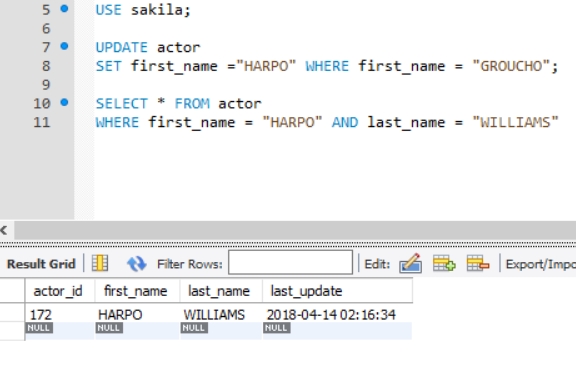 5 USE sakila;
6
7 UPDATE actor
8 SET first_name ="HARPO" WHERE first_name = "GROUCHO";
9
10 SELECT * FROM actor
11 WHERE first_name = "HARPO" AND last_name = "WILLIAMS"
Result Grid Filter Rows: Edit: Export/Impo
actor_id first_name last_name last_update
172 HARPO WILLIAMS 2018-04-14 02:16:34
NULL NULL NULL NULL